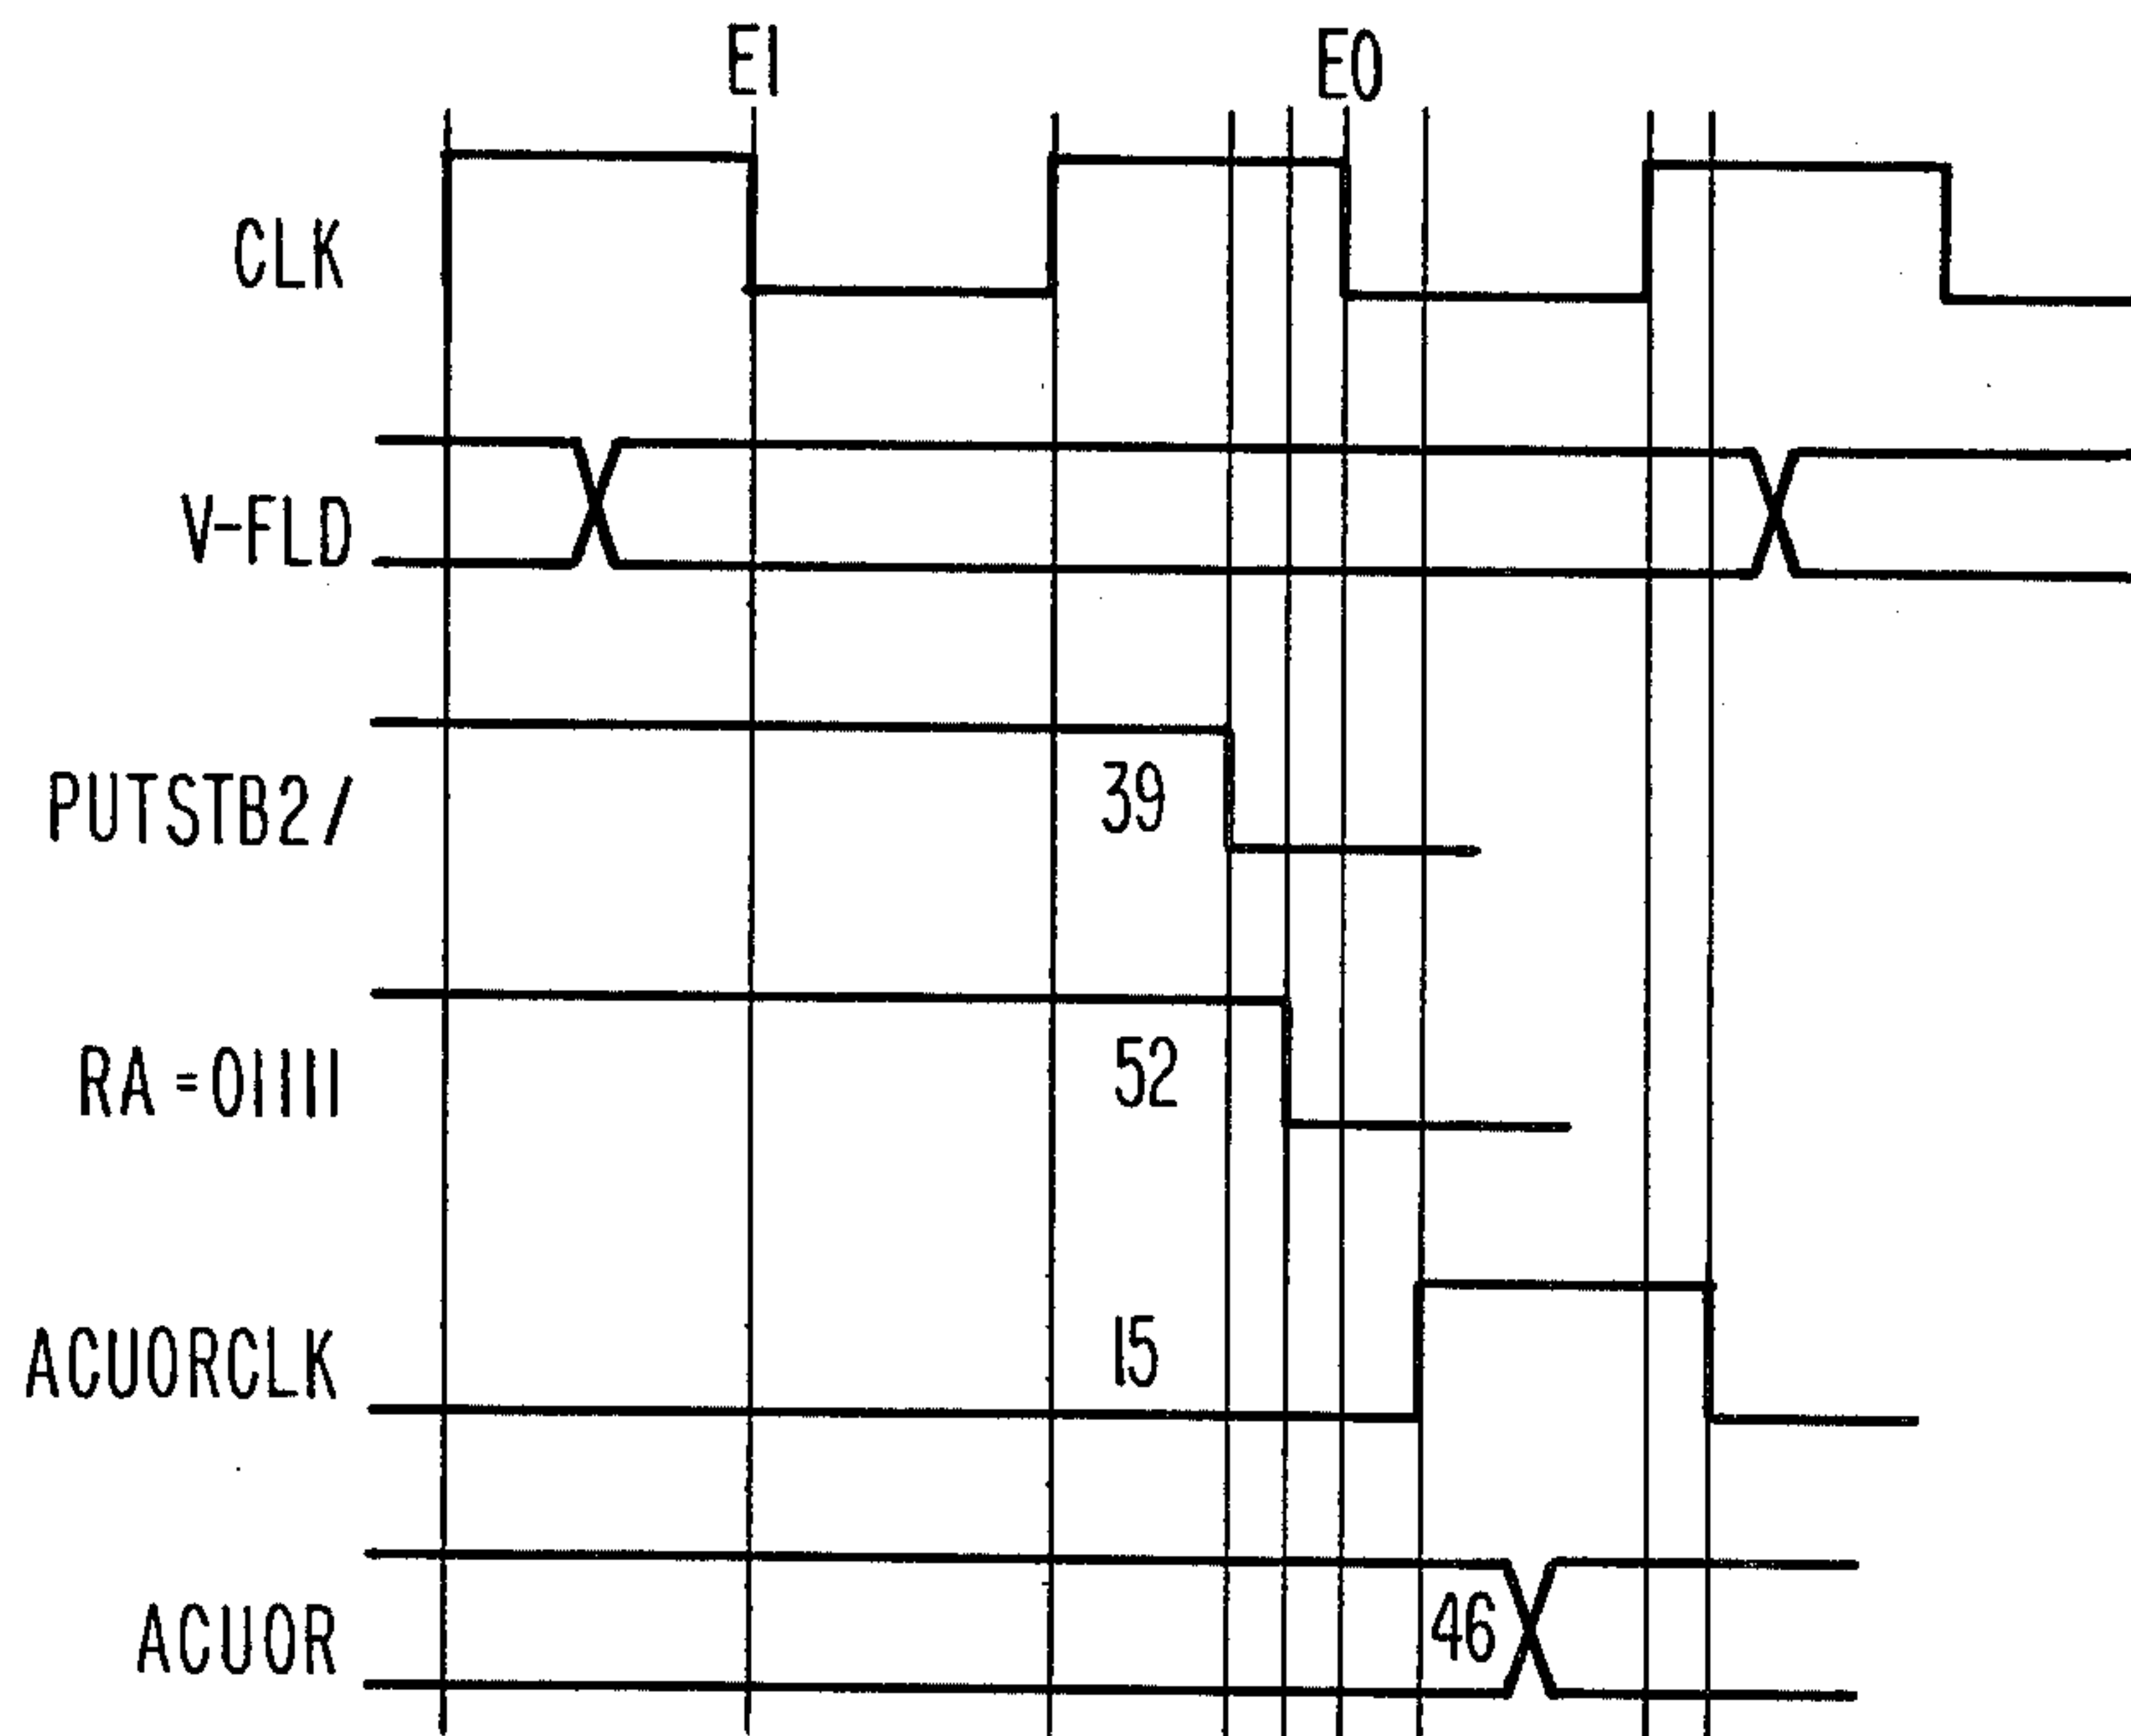 E1 E0
CLK
V-FLD
PUTSTB2/ 39
RA=01111 52
ACUORCLK 15
ACUOR 46